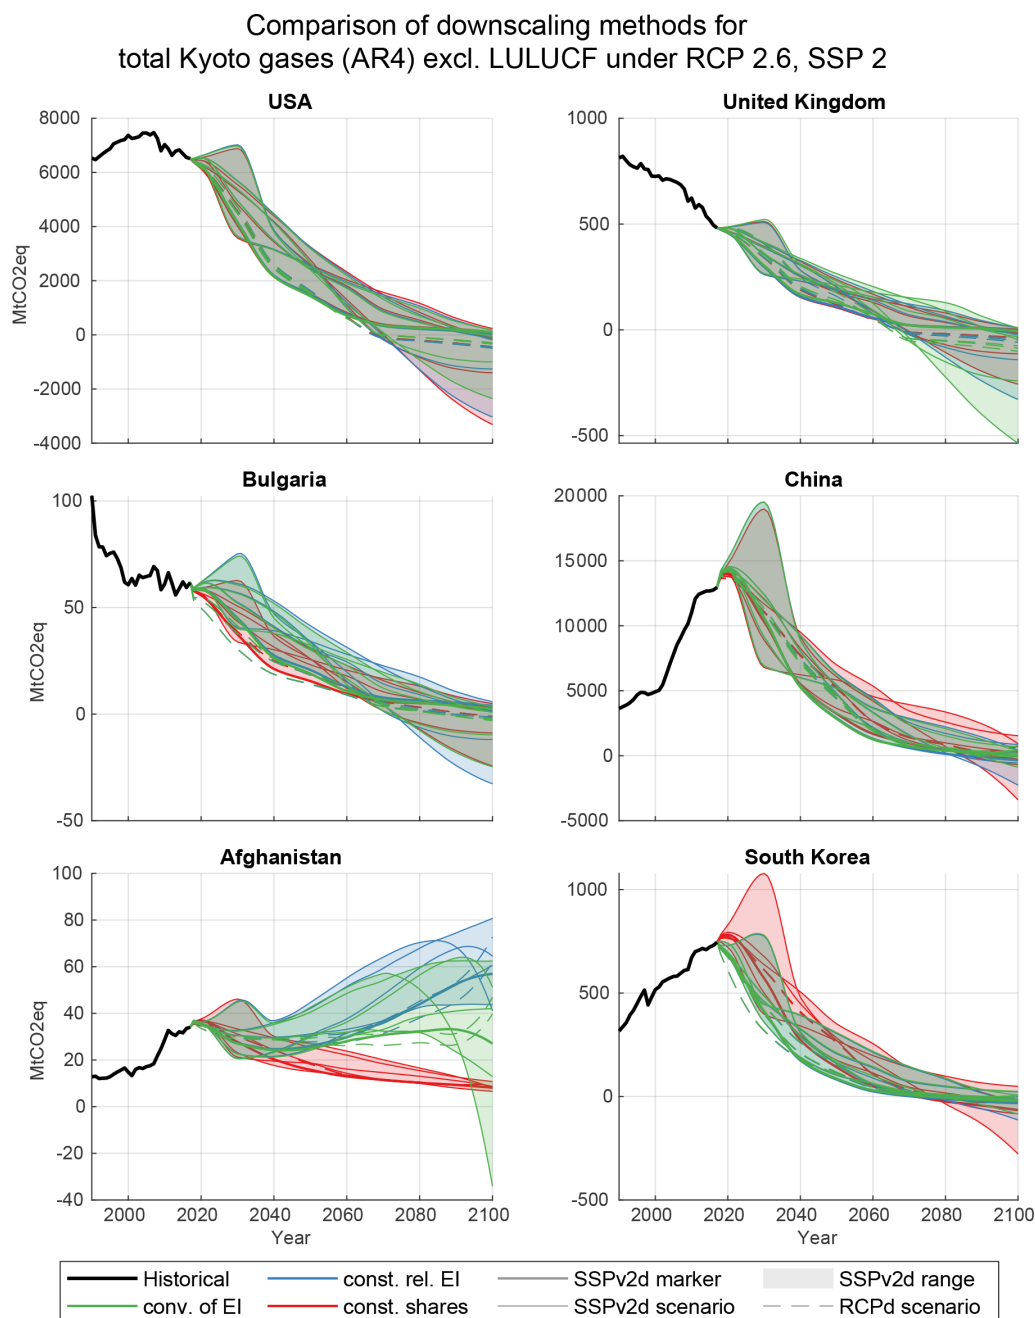 Comparison of downscaling methods for
total Kyoto gases (AR4) excl. LULUCF under RCP 2.6, SSP 2
USA
8000
6000
4000
2000
0
-2000
-4000
MtCO2eq
United Kingdom
1000
500
0
-500
Bulgaria
100
50
0
-50
MtCO2eq
China
20000
15000
10000
5000
0
-5000
Afghanistan
100
80
60
40
20
0
-20
-40
MtCO2eq
2000 2020 2040 2060 2080 2100
Year
South Korea
1000
500
0
-500
2000 2020 2040 2060 2080 2100
Year
Historical const. rel. EI SSPv2d marker SSPv2d range
conv. of EI const. shares SSPv2d scenario RCPd scenario